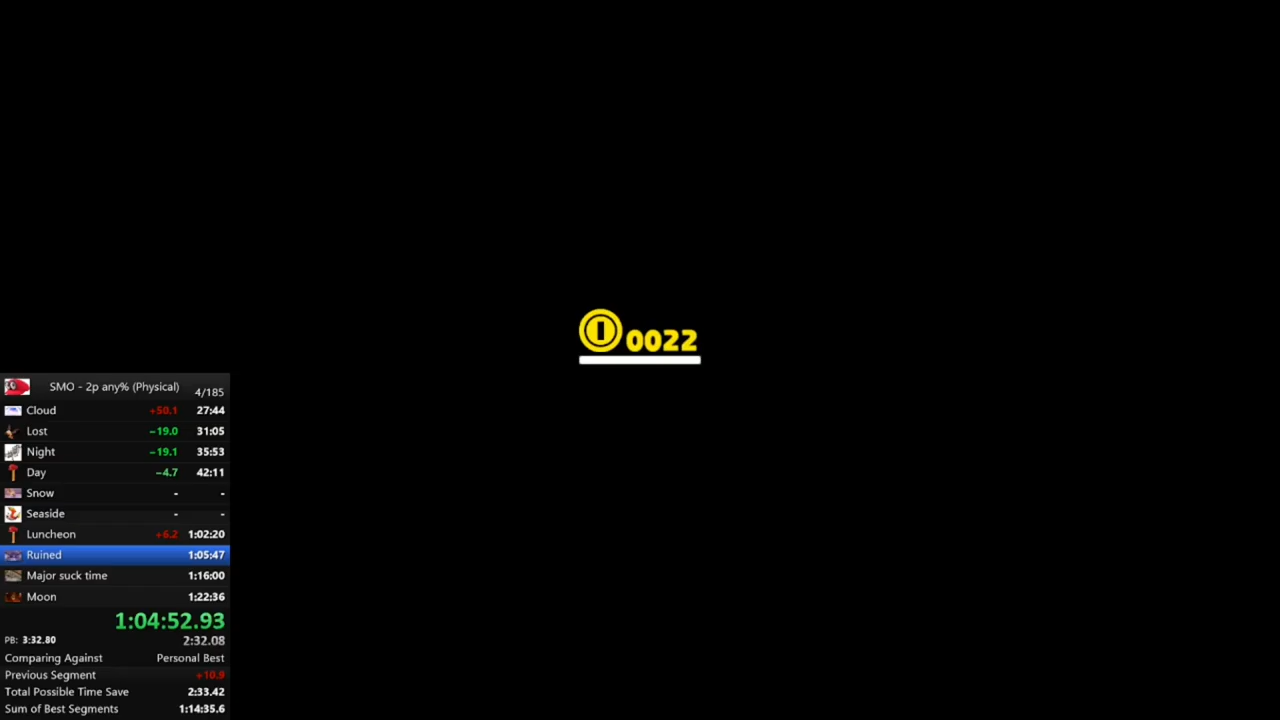 0022
SMO - 2p any% (Physical) 4/185
Cloud +50.1 27:44
Lost −19.0 31:05
Night −19.1 35:53
Day −4.7 42:11
Snow - -
Seaside - -
Luncheon +6.2 1:02:20
Ruined 1:05:47
Major suck time 1:16:00
Moon 1:22:36
1:04:52.93
PB: 3:32.80 2:32.08
Comparing Against Personal Best
Previous Segment +10.9
Total Possible Time Save 2:33.42
Sum of Best Segments 1:14:35.6